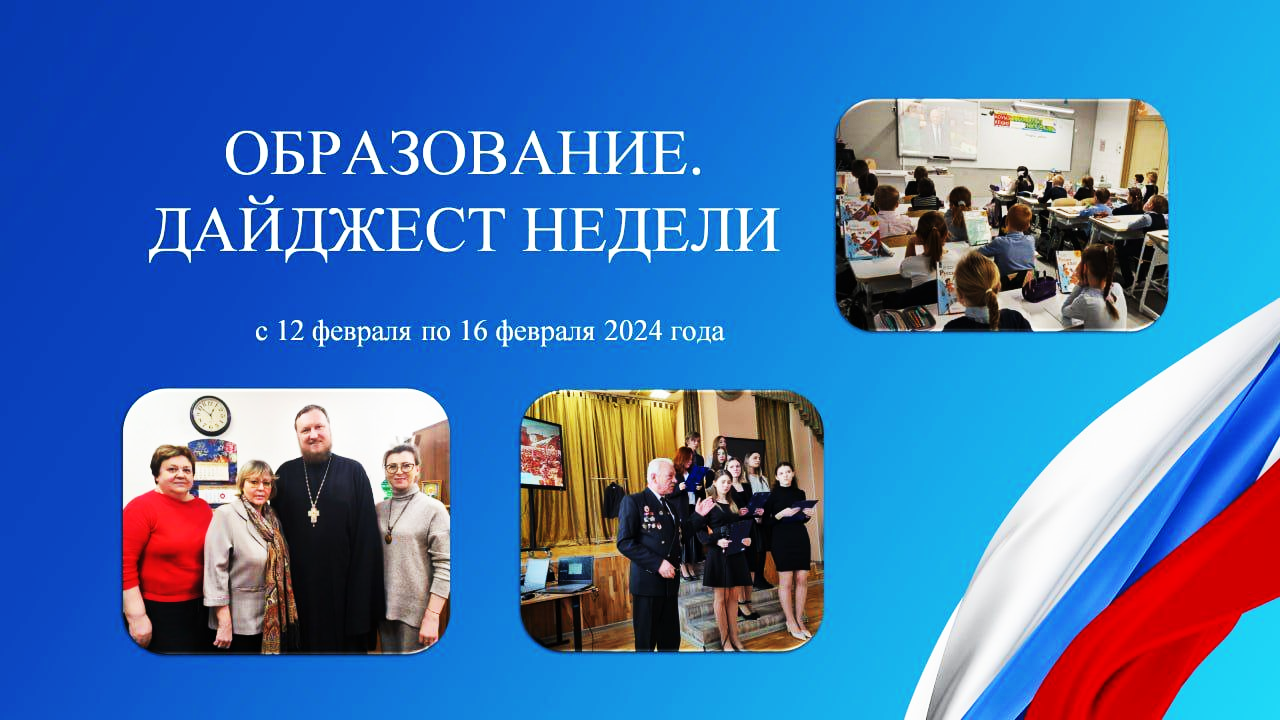 ОБРАЗОВАНИЕ.
ДАЙДЖЕСТ НЕДЕЛИ
с 12 февраля по 16 февраля 2024 года